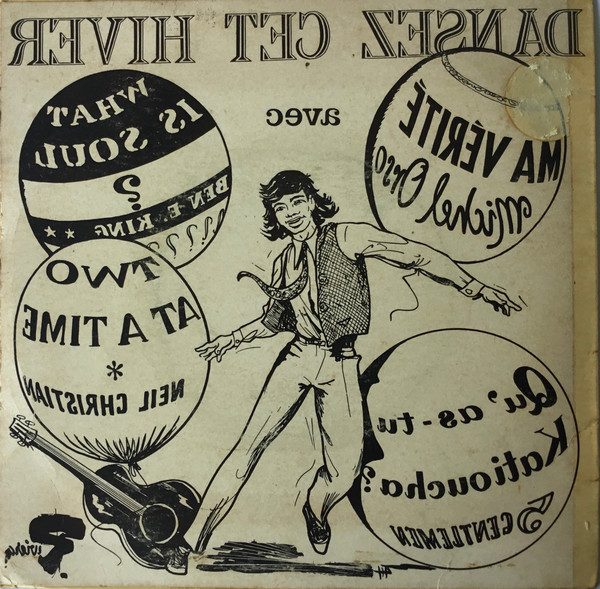 DANSEZ CET HIVER
avec
MA VÉRITÉ
Michel Orso
WHAT
IS SOUL
?
BEN E. KING
TWO
AT A TIME
*
NEIL CHRISTIAN
Qu'as-tu
Katioucha?
5 GENTLEMEN
Riviera